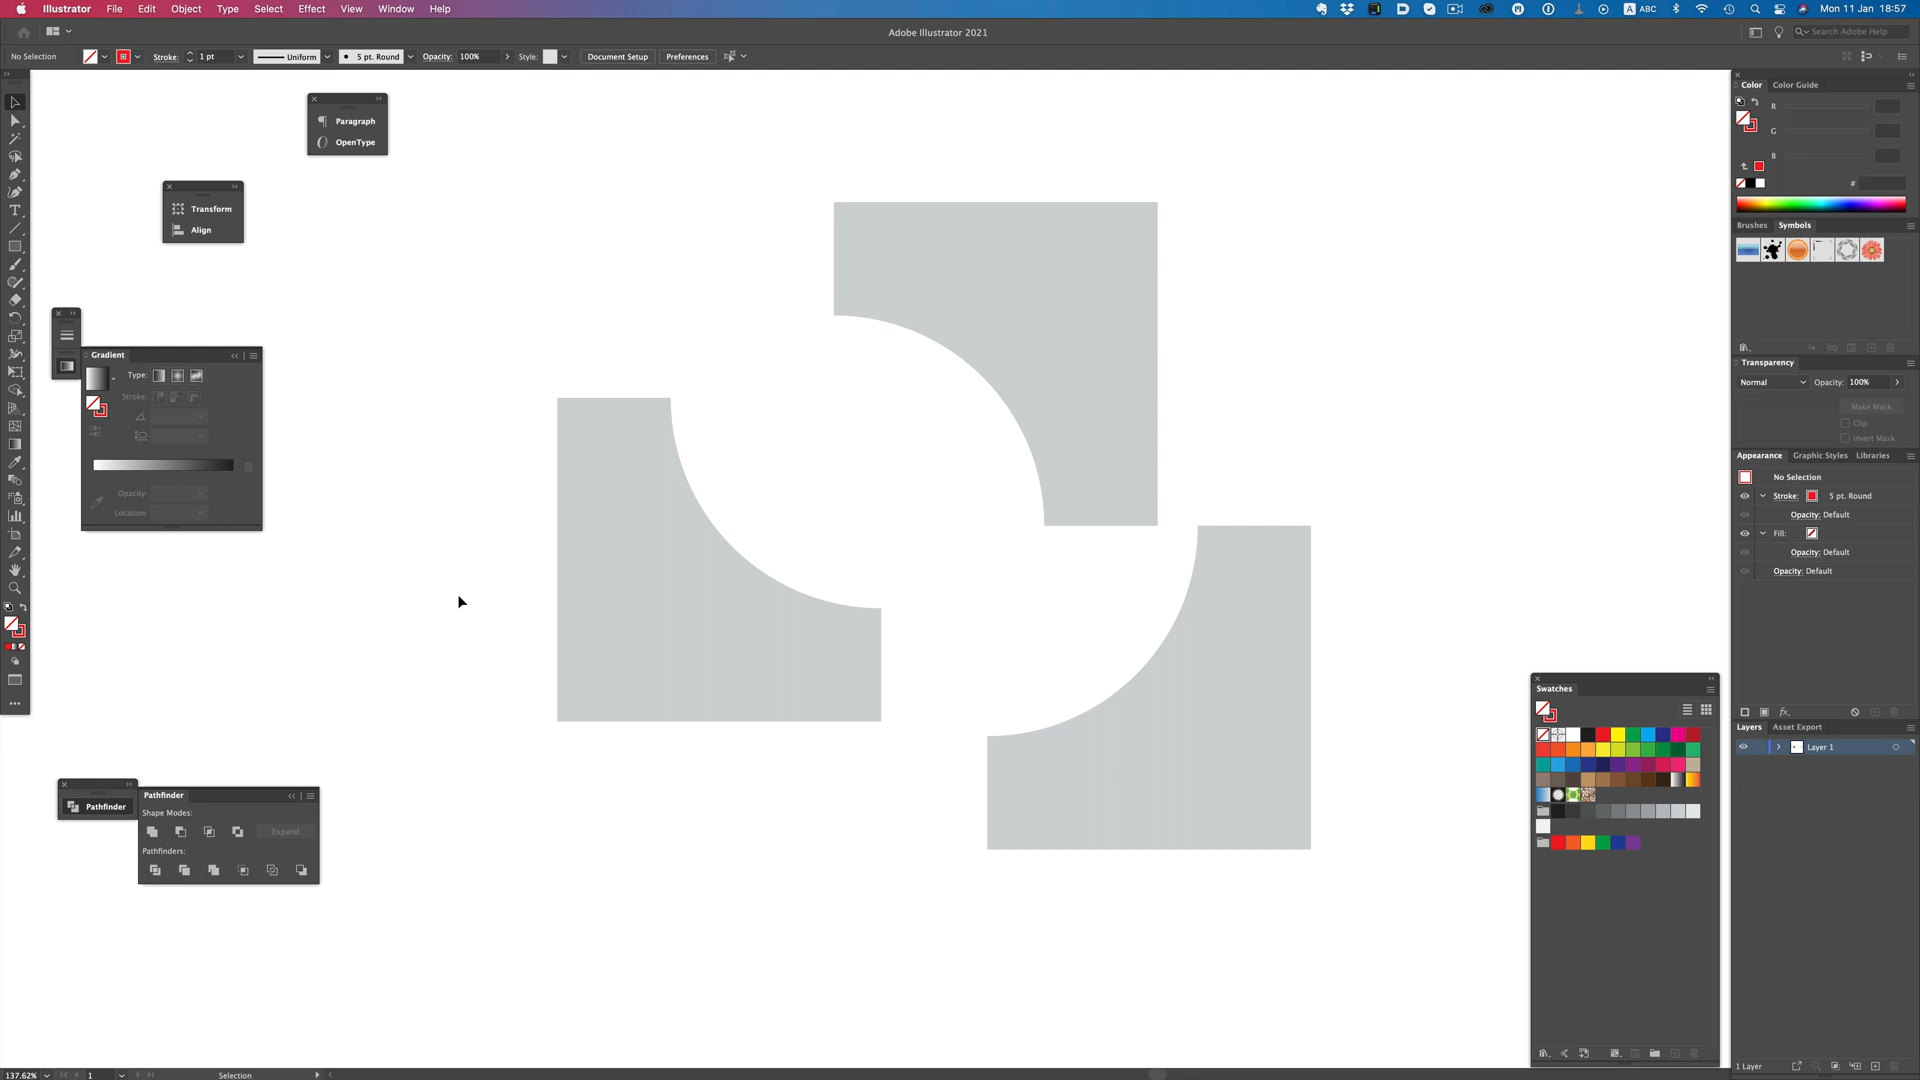 Illustrator File Edit Object Type Select Effect View Window Help
ABC Mon 11 Jan 18:57
Adobe Illustrator 2021
Search Adobe Help
No Selection Stroke: 1 pt Uniform 5 pt. Round Opacity: 100% Style: Document Setup Preferences
Paragraph
OpenType
Transform
Align
Gradient
Type:
Stroke:
Opacity:
Location:
Pathfinder
Pathfinder
Shape Modes:
Expand
Pathfinders:
Color Color Guide
R
G
B
#
Brushes Symbols
Transparency
Normal Opacity: 100%
Make Mask
Clip
Invert Mask
Appearance Graphic Styles Libraries
No Selection
Stroke: 5 pt. Round
Opacity: Default
Fill:
Opacity: Default
Opacity: Default
fx
Swatches
Layers Asset Export
Layer 1
1 Layer
137.62% 1 Selection